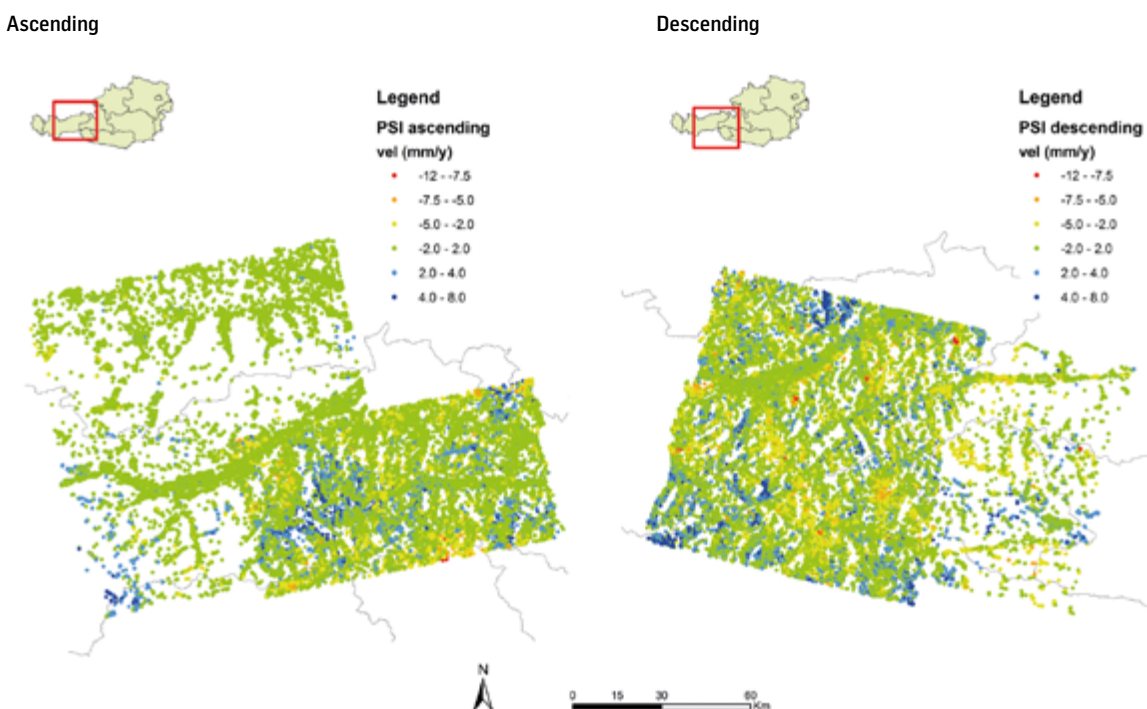 Ascending
Descending
Legend
PSI ascending
vel (mm/y)
-12 - -7.5
-7.5 - -5.0
-5.0 - -2.0
-2.0 - 2.0
2.0 - 4.0
4.0 - 8.0
Legend
PSI descending
vel (mm/y)
-12 - -7.5
-7.5 - -5.0
-5.0 - -2.0
-2.0 - 2.0
2.0 - 4.0
4.0 - 8.0
N
0 15 30 60
Km